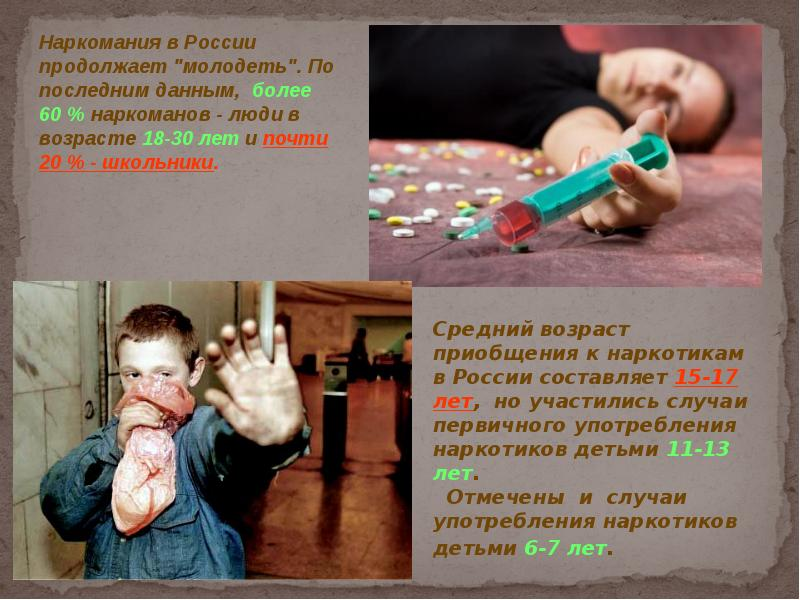 Наркомания в России
продолжает "молодеть". По
последним данным, более
60 % наркоманов - люди в
возрасте 18-30 лет и почти
20 % - школьники.
Средний возраст
приобщения к наркотикам
в России составляет 15-17
лет, но участились случаи
первичного употребления
наркотиков детьми 11-13
лет.
Отмечены и случаи
употребления наркотиков
детьми 6-7 лет.